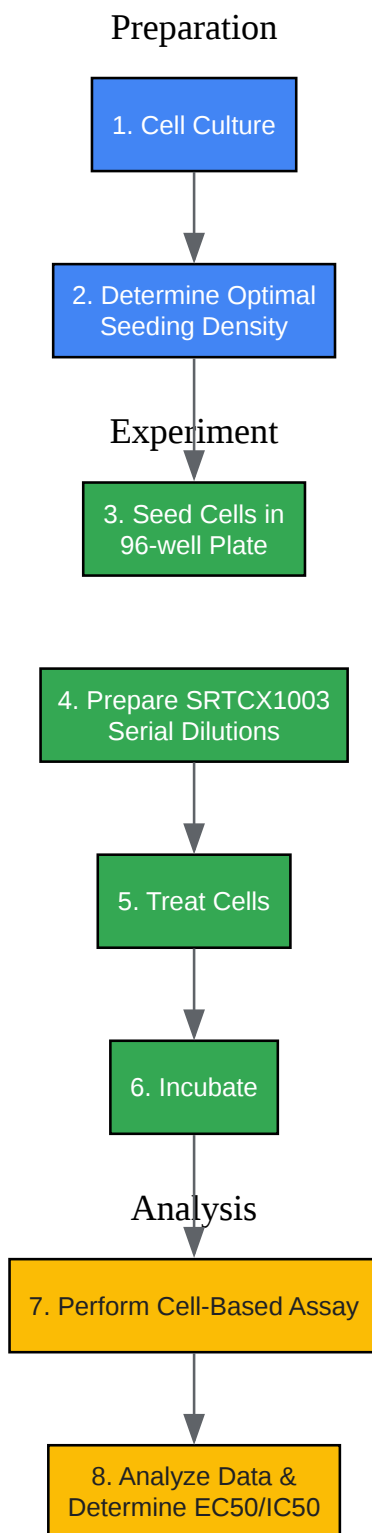 Preparation
1. Cell Culture
2. Determine Optimal
Seeding Density
Experiment
3. Seed Cells in
96-well Plate
4. Prepare SRTCX1003
Serial Dilutions
5. Treat Cells
6. Incubate
Analysis
7. Perform Cell-Based Assay
8. Analyze Data &
Determine EC50/IC50